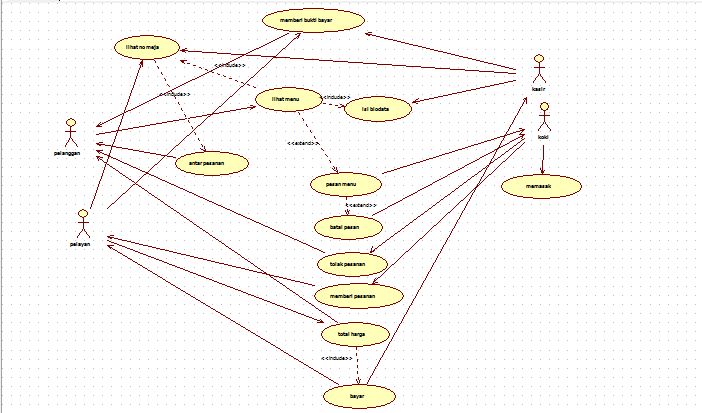 memberi bukti bayar
lihat no meja
<<include>>
kasir
lihat menu
<<include>>
isi biodata
<<include>>
koki
pelanggan
<<extend>>
antar pesanan
pesan menu
memasak
<<extend>>
pelayan
batal pesan
tolak pesanan
memberi pesanan
total harga
<<include>>
bayar